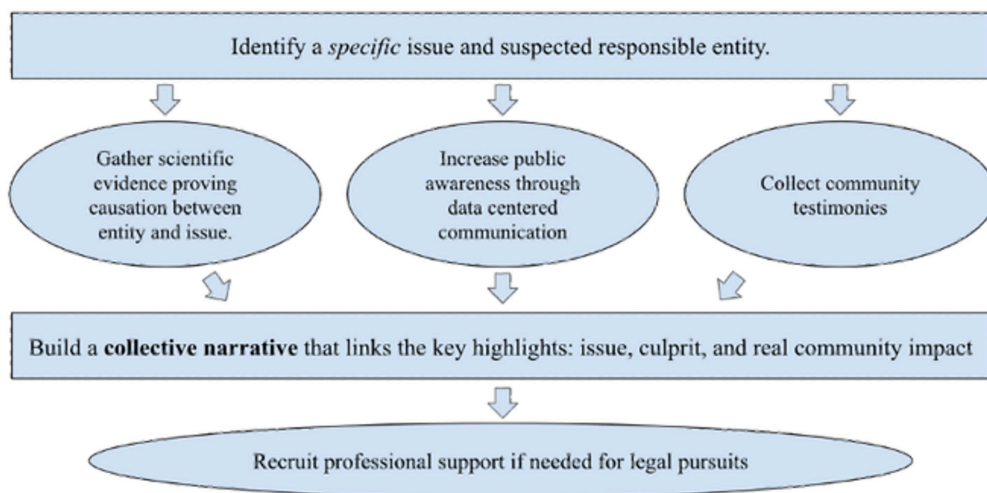 Identify a specific issue and suspected responsible entity.
Gather scientific
evidence proving
causation between
entity and issue.
Increase public
awareness through
data centered
communication
Collect community
testimonies
Build a collective narrative that links the key highlights: issue, culprit, and real community impact
Recruit professional support if needed for legal pursuits